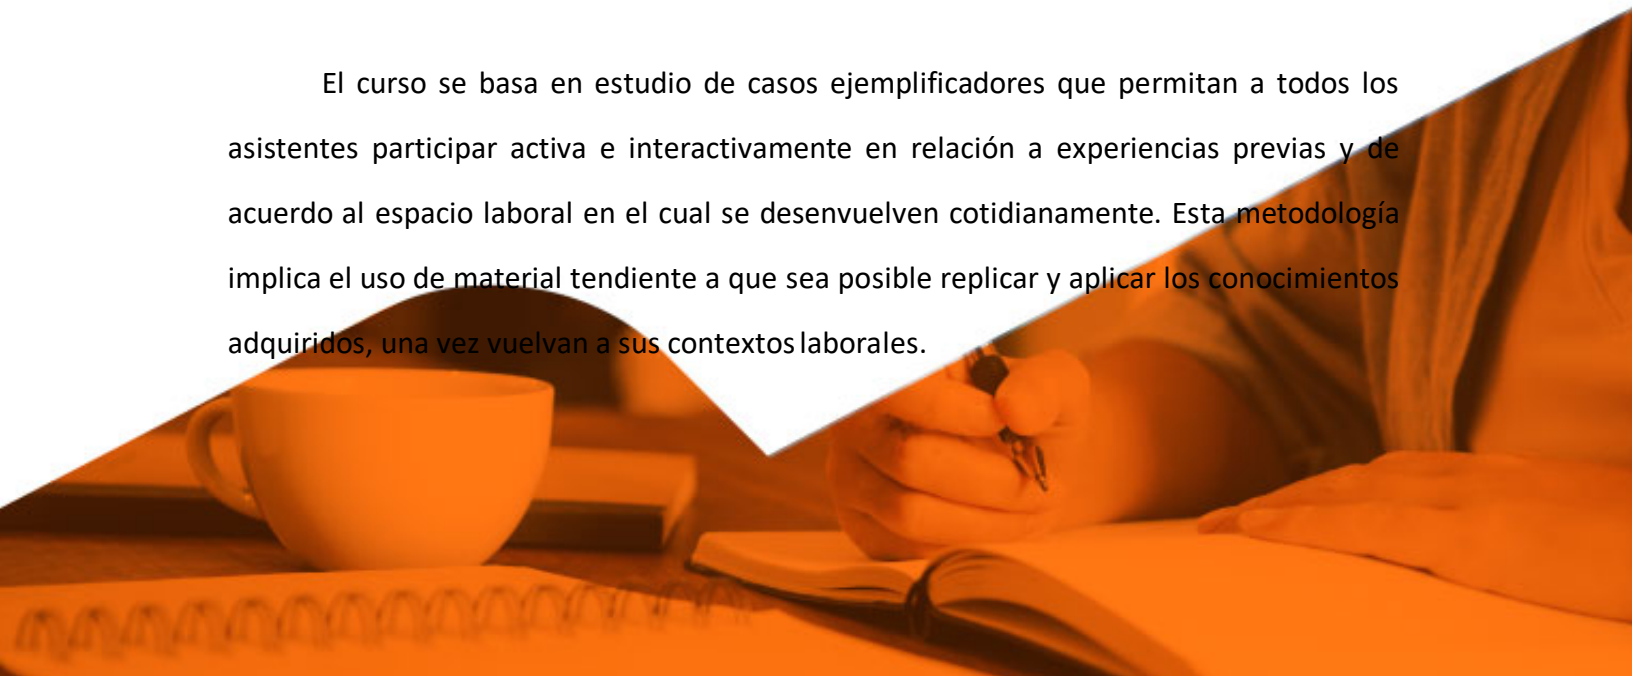 El curso se basa en estudio de casos ejemplificadores que permitan a todos los
asistentes participar activa e interactivamente en relación a experiencias previas y de
acuerdo al espacio laboral en el cual se desenvuelven cotidianamente. Esta metodología
implica el uso de material tendiente a que sea posible replicar y aplicar los conocimientos
adquiridos, una vez vuelvan a sus contextos laborales.